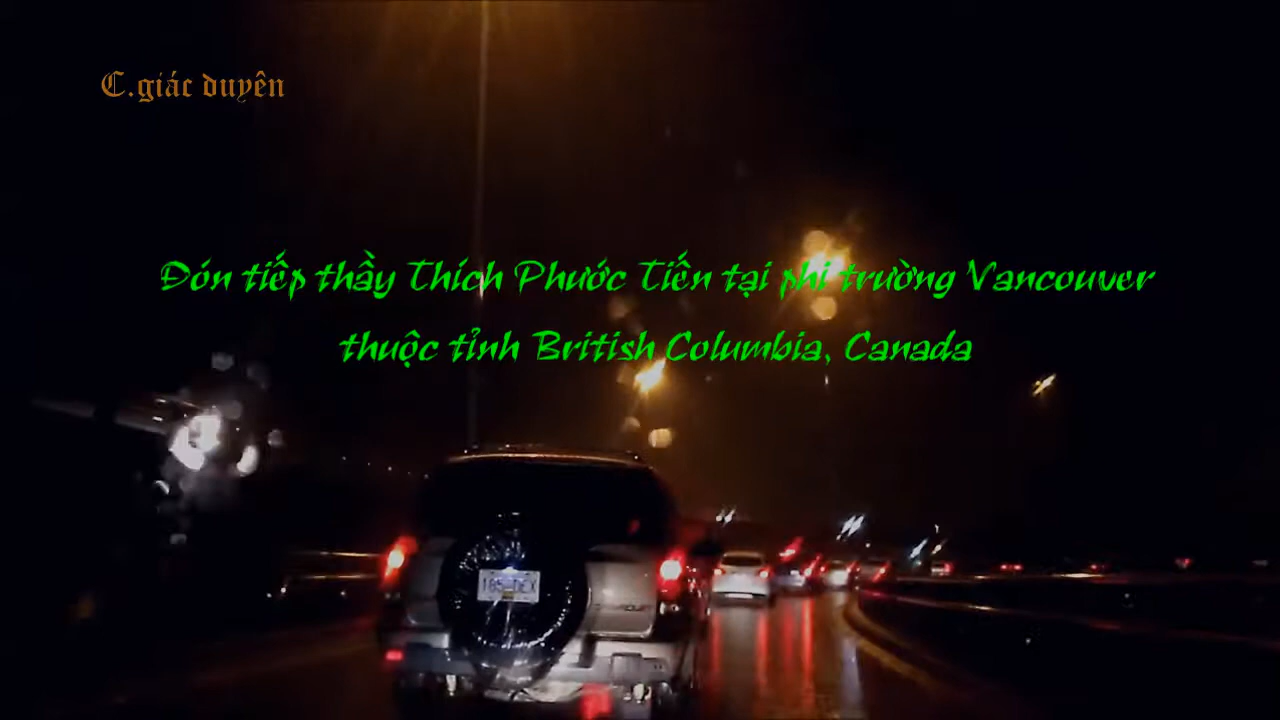 C.giác duyên
Đón tiếp thầy Thích Phước Tiến tại phi trường Vancouver
thuộc tỉnh British Columbia, Canada